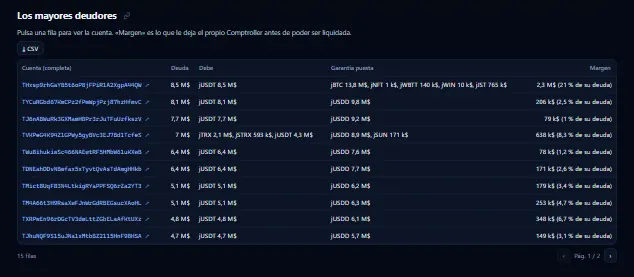 Los mayores deudores
Pulsa una fila para ver la cuenta. «Margen» es lo que le deja el propio Comptroller antes de poder ser liquidada.
CSV
Cuenta (completa) Deuda Debe Garantía puesta Margen
8,5 M$ jUSDT 8,5 M$ jBTC 13,8 M$, jNFT 1 k$, jWBTT 140 k$, jWIN 10 k$, jIST 765 k$ 2,3 M$ (21 % de su deuda)
8,1 M$ jUSDT 8,1 M$ jUSDD 9,8 M$ 206 k$ (2,5 % de su deuda)
7,7 M$ jUSDT 7,7 M$ jUSDD 9,2 M$ 79 k$ (1 % de su deuda)
7 M$ jTRX 2,1 M$, jSTRX 593 k$, jUSDT 4,3 M$ jUSDD 8,9 M$, jSUN 171 k$ 638 k$ (8,3 % de su deuda)
6,4 M$ jUSDT 6,4 M$ jUSDD 7,6 M$ 78 k$ (1,2 % de su deuda)
6,4 M$ jUSDT 6,4 M$ jUSDD 7,7 M$ 171 k$ (2,6 % de su deuda)
5,1 M$ jUSDT 5,1 M$ jUSDD 6,2 M$ 179 k$ (3,4 % de su deuda)
5,1 M$ jUSDT 5,1 M$ jUSDD 6,3 M$ 253 k$ (4,7 % de su deuda)
4,8 M$ jUSDT 4,8 M$ jUSDD 6,1 M$ 348 k$ (6,7 % de su deuda)
4,7 M$ jUSDT 4,7 M$ jUSDD 5,7 M$ 149 k$ (3,1 % de su deuda)
15 filas Pág. 1 / 2